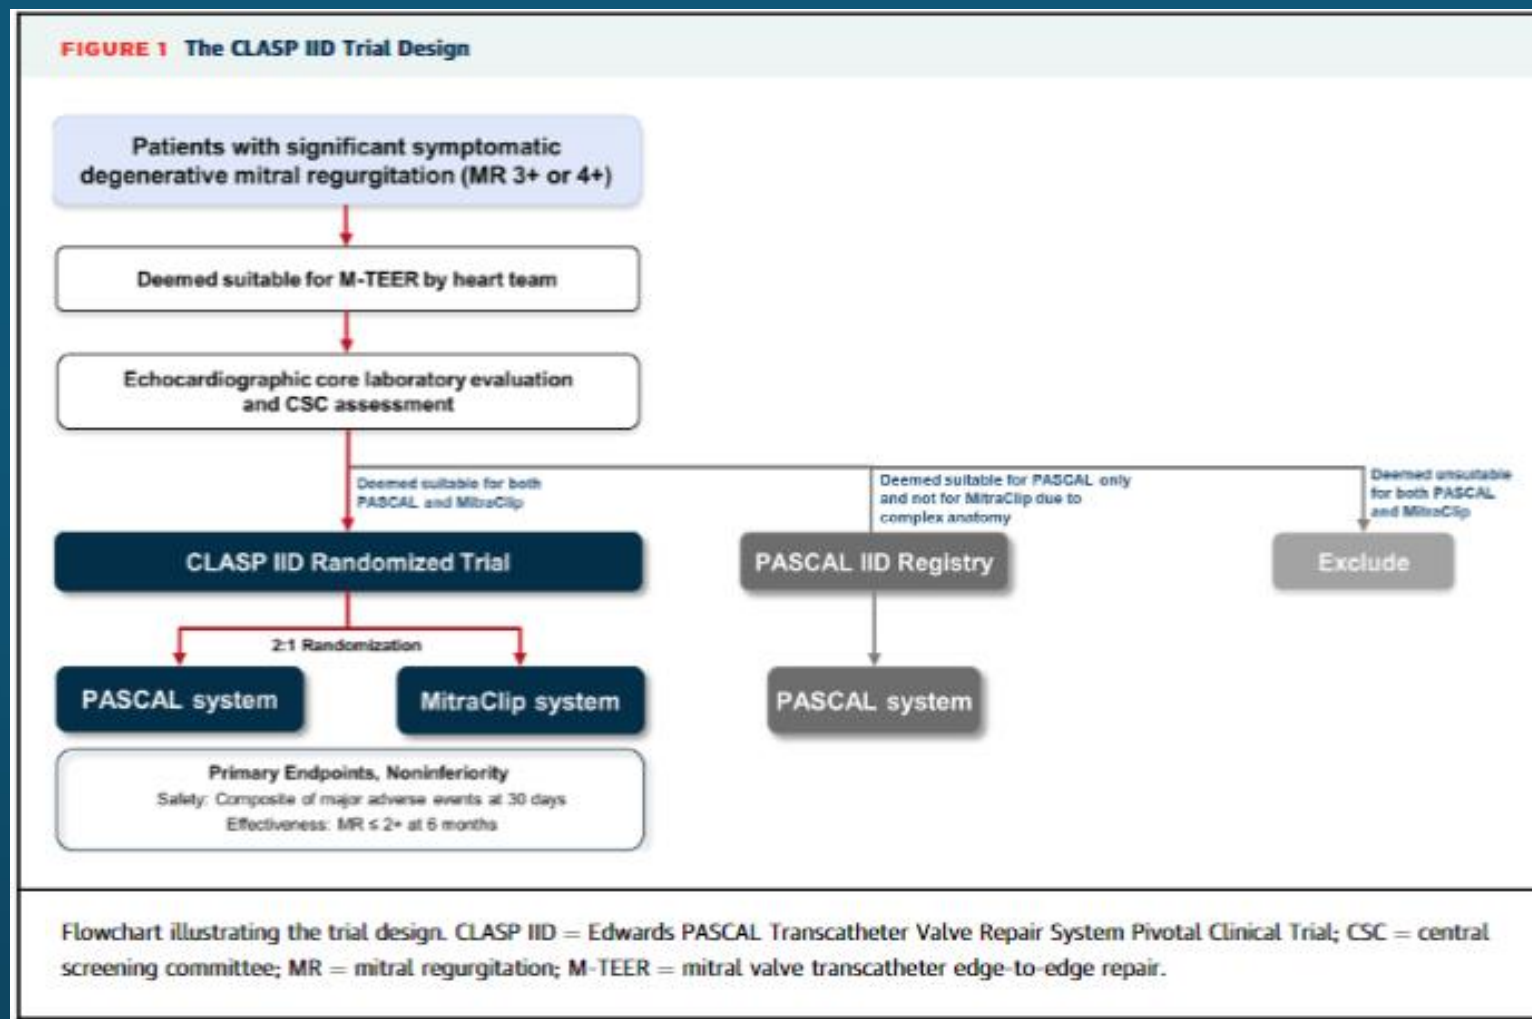 FIGURE 1 The CLASP IID Trial Design
Patients with significant symptomatic
degenerative mitral regurgitation (MR 3+ or 4+)
Deemed suitable for M-TEER by heart team
Echocardiographic core laboratory evaluation
and CSC assessment
Deemed suitable for both
PASCAL and MitraClip
Deemed suitable for PASCAL only
and not for MitraClip due to
complex anatomy
Deemed unsuitable
for both PASCAL
and MitraClip
CLASP IID Randomized Trial
PASCAL IID Registry
Exclude
2:1 Randomization
PASCAL system
MitraClip system
PASCAL system
Primary Endpoints, Noninferiority
Safety: Composite of major adverse events at 30 days
Effectiveness: MR ≤ 2+ at 6 months
Flowchart illustrating the trial design. CLASP IID = Edwards PASCAL Transcatheter Valve Repair System Pivotal Clinical Trial; CSC = central
screening committee; MR = mitral regurgitation; M-TEER = mitral valve transcatheter edge-to-edge repair.